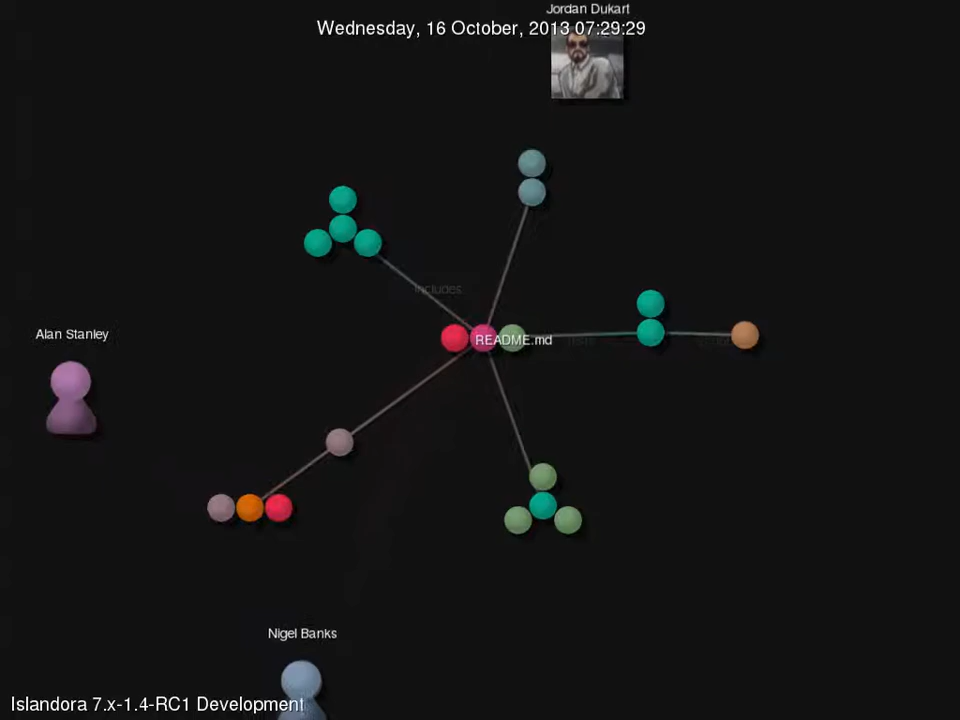 Jordan Dukart
Wednesday, 16 October, 2013 07:29:29
includes
Alan Stanley
README.md
Nigel Banks
Islandora 7.x-1.4-RC1 Development